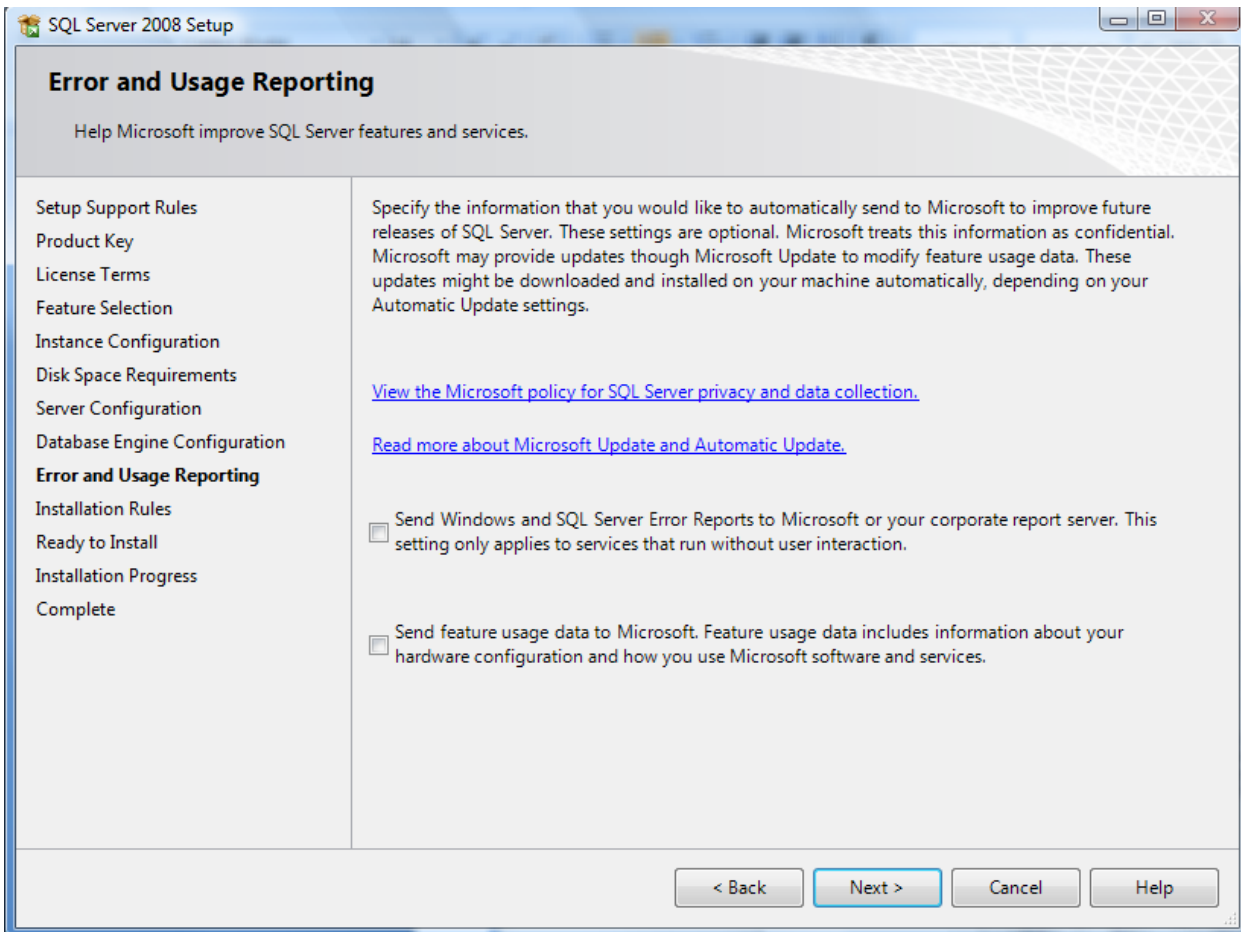 SQL Server 2008 Setup
Error and Usage Reporting
Help Microsoft improve SQL Server features and services.
Setup Support Rules
Product Key
License Terms
Feature Selection
Instance Configuration
Disk Space Requirements
Server Configuration
Database Engine Configuration
Error and Usage Reporting
Installation Rules
Ready to Install
Installation Progress
Complete
Specify the information that you would like to automatically send to Microsoft to improve future
releases of SQL Server. These settings are optional. Microsoft treats this information as confidential.
Microsoft may provide updates though Microsoft Update to modify feature usage data. These
updates might be downloaded and installed on your machine automatically, depending on your
Automatic Update settings.
View the Microsoft policy for SQL Server privacy and data collection.
Read more about Microsoft Update and Automatic Update.
Send Windows and SQL Server Error Reports to Microsoft or your corporate report server. This
setting only applies to services that run without user interaction.
Send feature usage data to Microsoft. Feature usage data includes information about your
hardware configuration and how you use Microsoft software and services.
< Back Next > Cancel Help